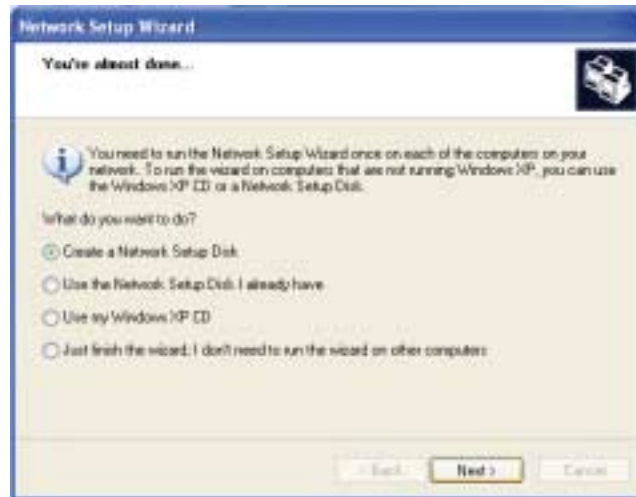 Network Setup Wizard
You're almost done...
You need to run the Network Setup Wizard once on each of the computers on your
network. To run the wizard on computers that are not running Windows XP, you can use
the Windows XP CD or a Network Setup Disk.
What do you want to do?
Create a Network Setup Disk
Use the Network Setup Disk I already have
Use my Windows XP CD
Just finish the wizard; I don't need to run the wizard on other computers
< Back
Next >
Cancel